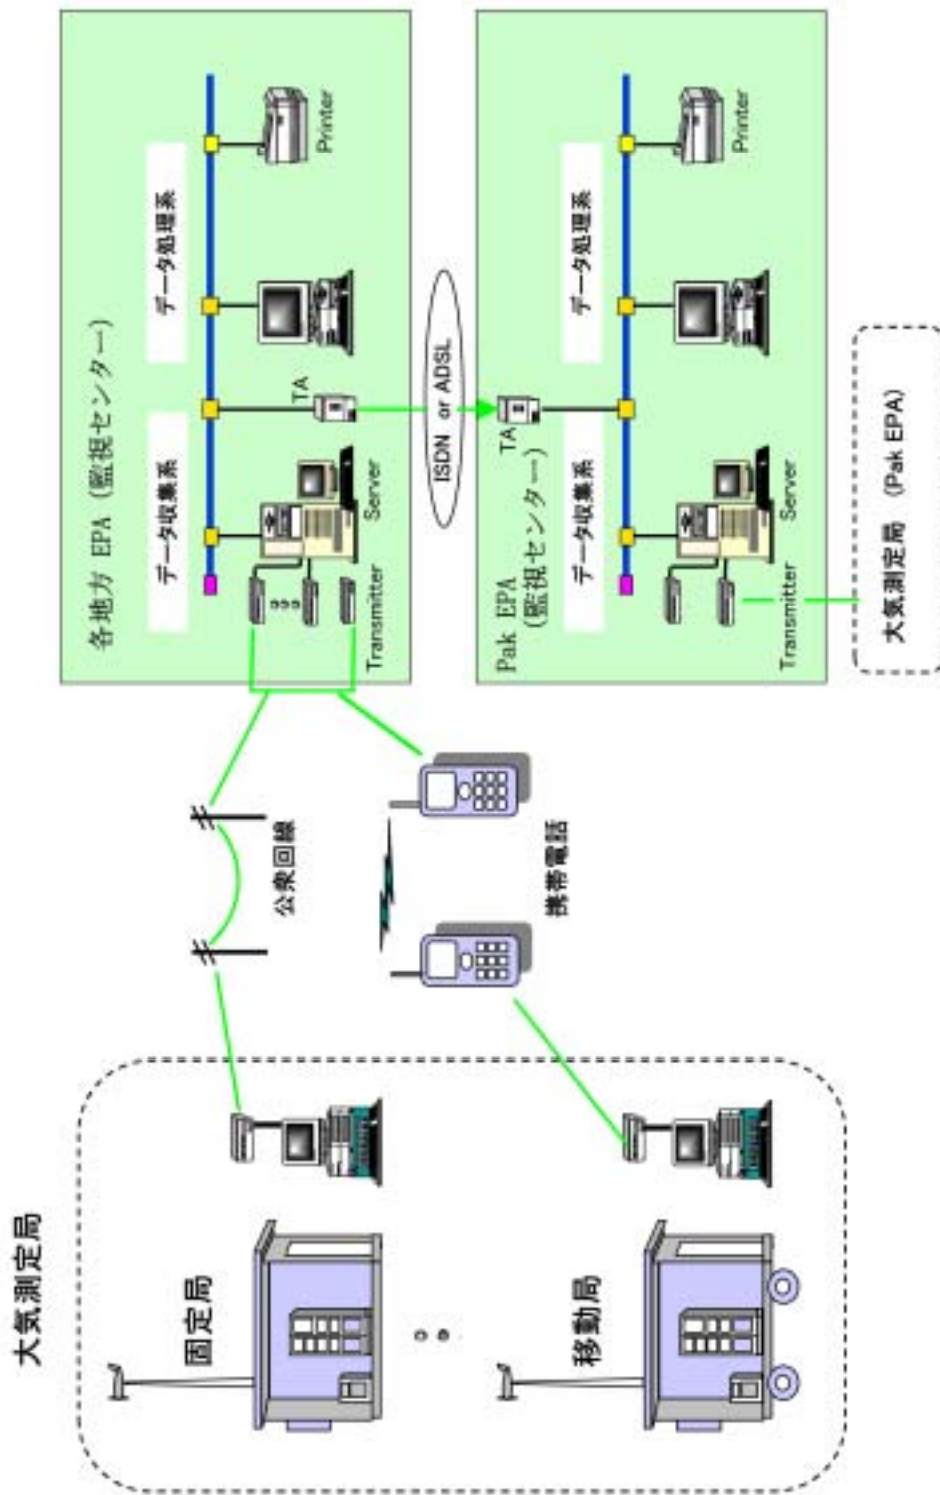 大気測定局
固定局
移動局
公衆回線
携帯電話
各地方 EPA (監視センター)
データ収集系
データ処理系
Transmitter
Server
TA
Printer
ISDN or ADSL
Pak EPA
(監視センター)
TA
データ収集系
データ処理系
Transmitter
Server
Printer
大気測定局 (Pak EPA)